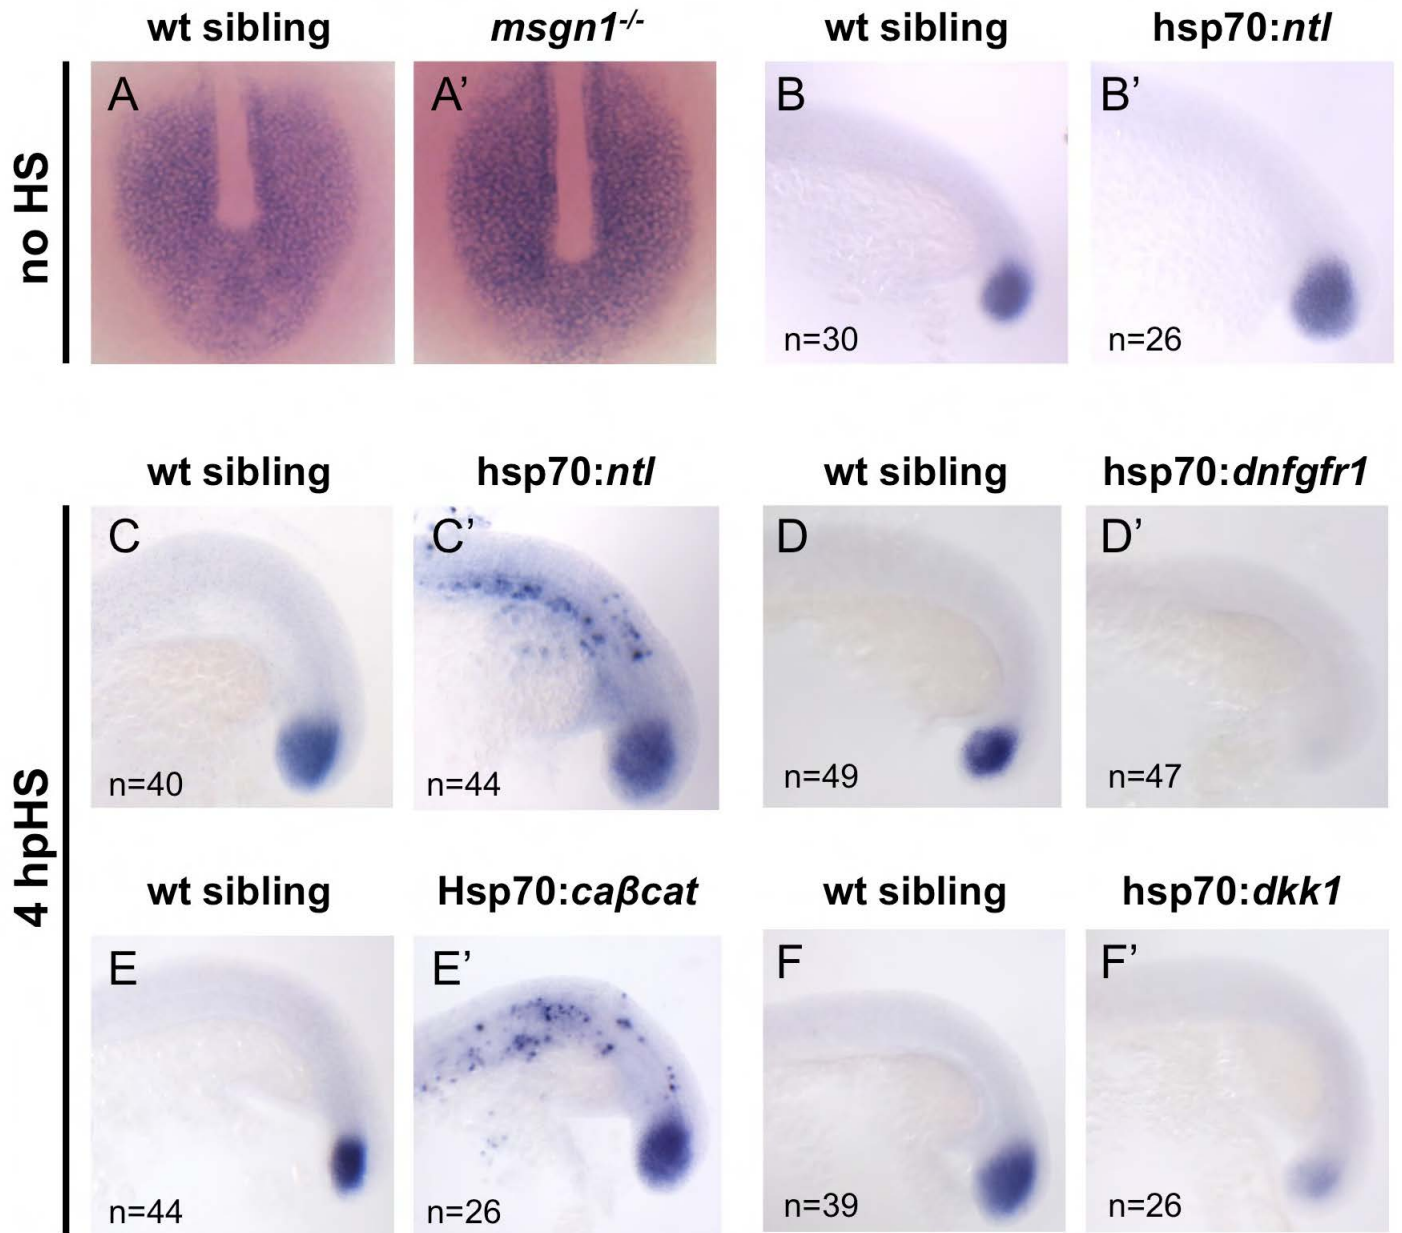 wt sibling msgn1-/- wt sibling hsp70:ntl
no HS
A A’ B B’
n=30 n=26
wt sibling hsp70:ntl wt sibling hsp70:dnfgfr1
4 hpHS
C C’ D D’
n=40 n=44 n=49 n=47
wt sibling Hsp70:caβcat wt sibling hsp70:dkk1
E E’ F F’
n=44 n=26 n=39 n=26